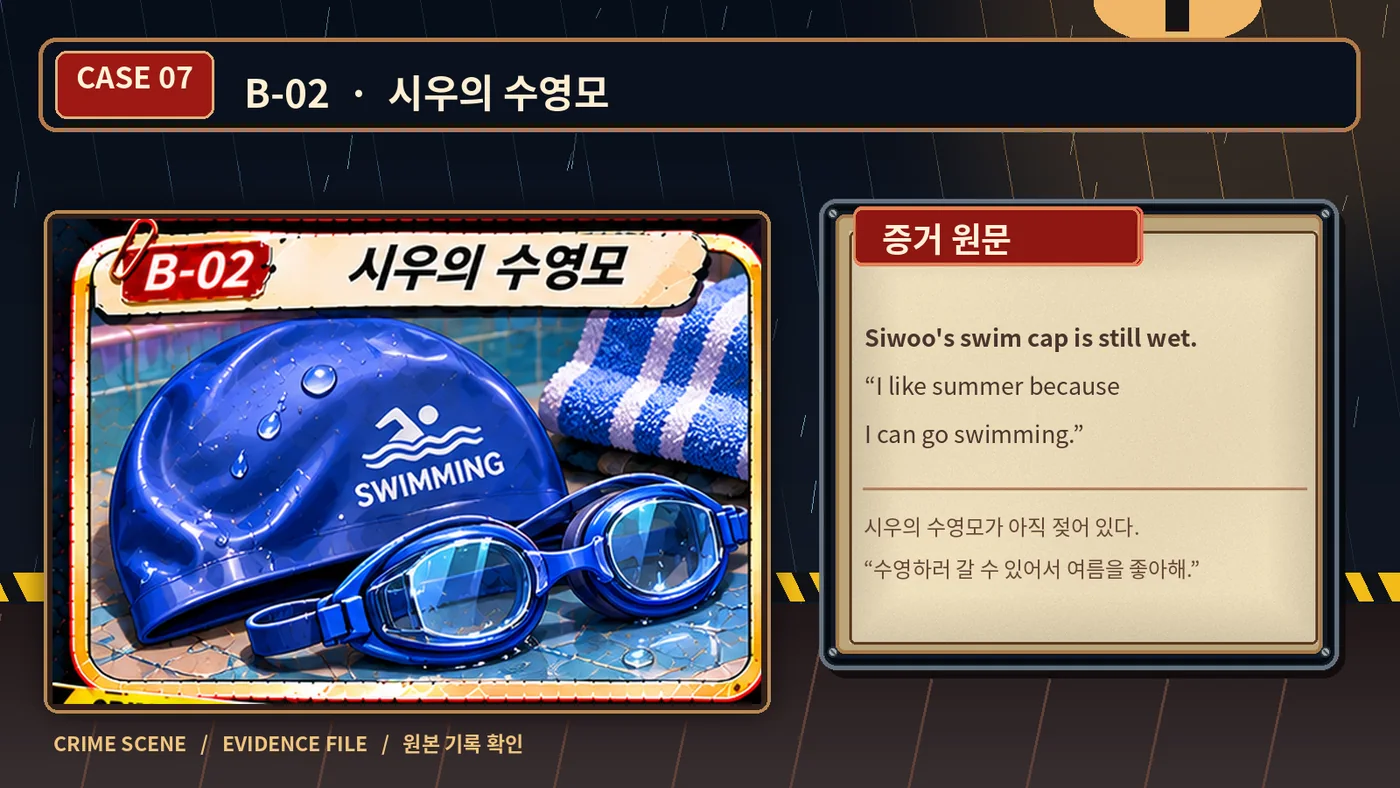 CASE 07
B-02 · 시우의 수영모
B-02 시우의 수영모
SWIMMING
증거 원문
Siwoo's swim cap is still wet.
“I like summer because
I can go swimming.”
시우의 수영모가 아직 젖어 있다.
“수영하러 갈 수 있어서 여름을 좋아해.”
CRIME SCENE / EVIDENCE FILE / 원본 기록 확인